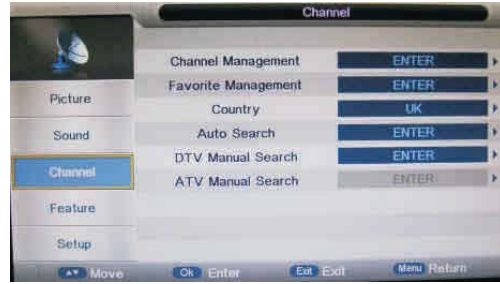 Channel
Channel Management ENTER
Favorite Management ENTER
Country UK
Auto Search ENTER
DTV Manual Search ENTER
ATV Manual Search ENTER
Picture
Sound
Channel
Feature
Setup
Move Ok Enter Exit Exit Menu Return